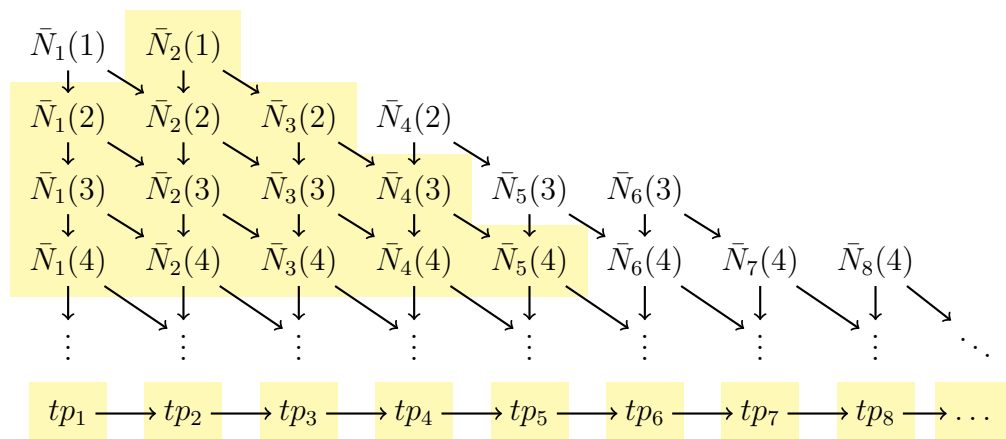 N̄₁(1) N̄₂(1)
N̄₁(2) N̄₂(2) N̄₃(2) N̄₄(2)
N̄₁(3) N̄₂(3) N̄₃(3) N̄₄(3) N̄₅(3) N̄₆(3)
N̄₁(4) N̄₂(4) N̄₃(4) N̄₄(4) N̄₅(4) N̄₆(4) N̄₇(4) N̄₈(4)
⋮ ⋮ ⋮ ⋮ ⋮ ⋮ ⋮ ⋮ ⋱
tp₁ → tp₂ → tp₃ → tp₄ → tp₅ → tp₆ → tp₇ → tp₈ → …